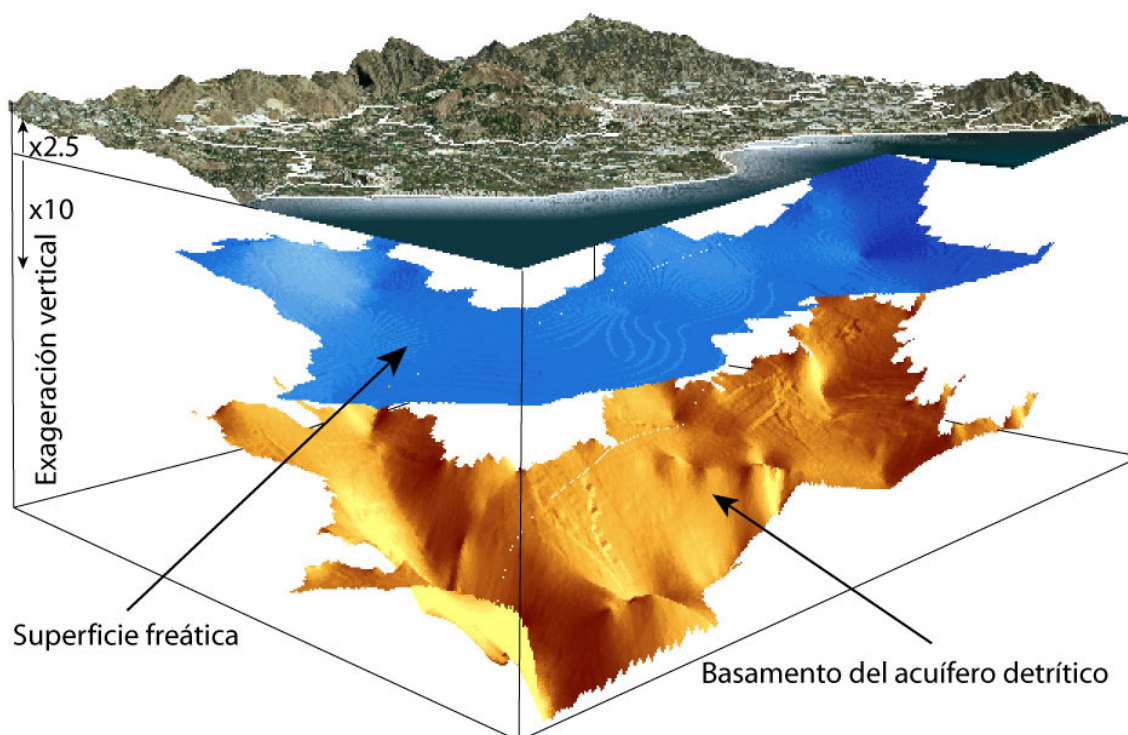 x2.5
x10
Exageración vertical
Superficie freática
Basamento del acuífero detrítico